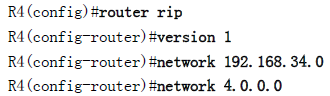 R4(config)#router rip
R4(config-router)#version 1
R4(config-router)#network 192.168.34.0
R4(config-router)#network 4.0.0.0